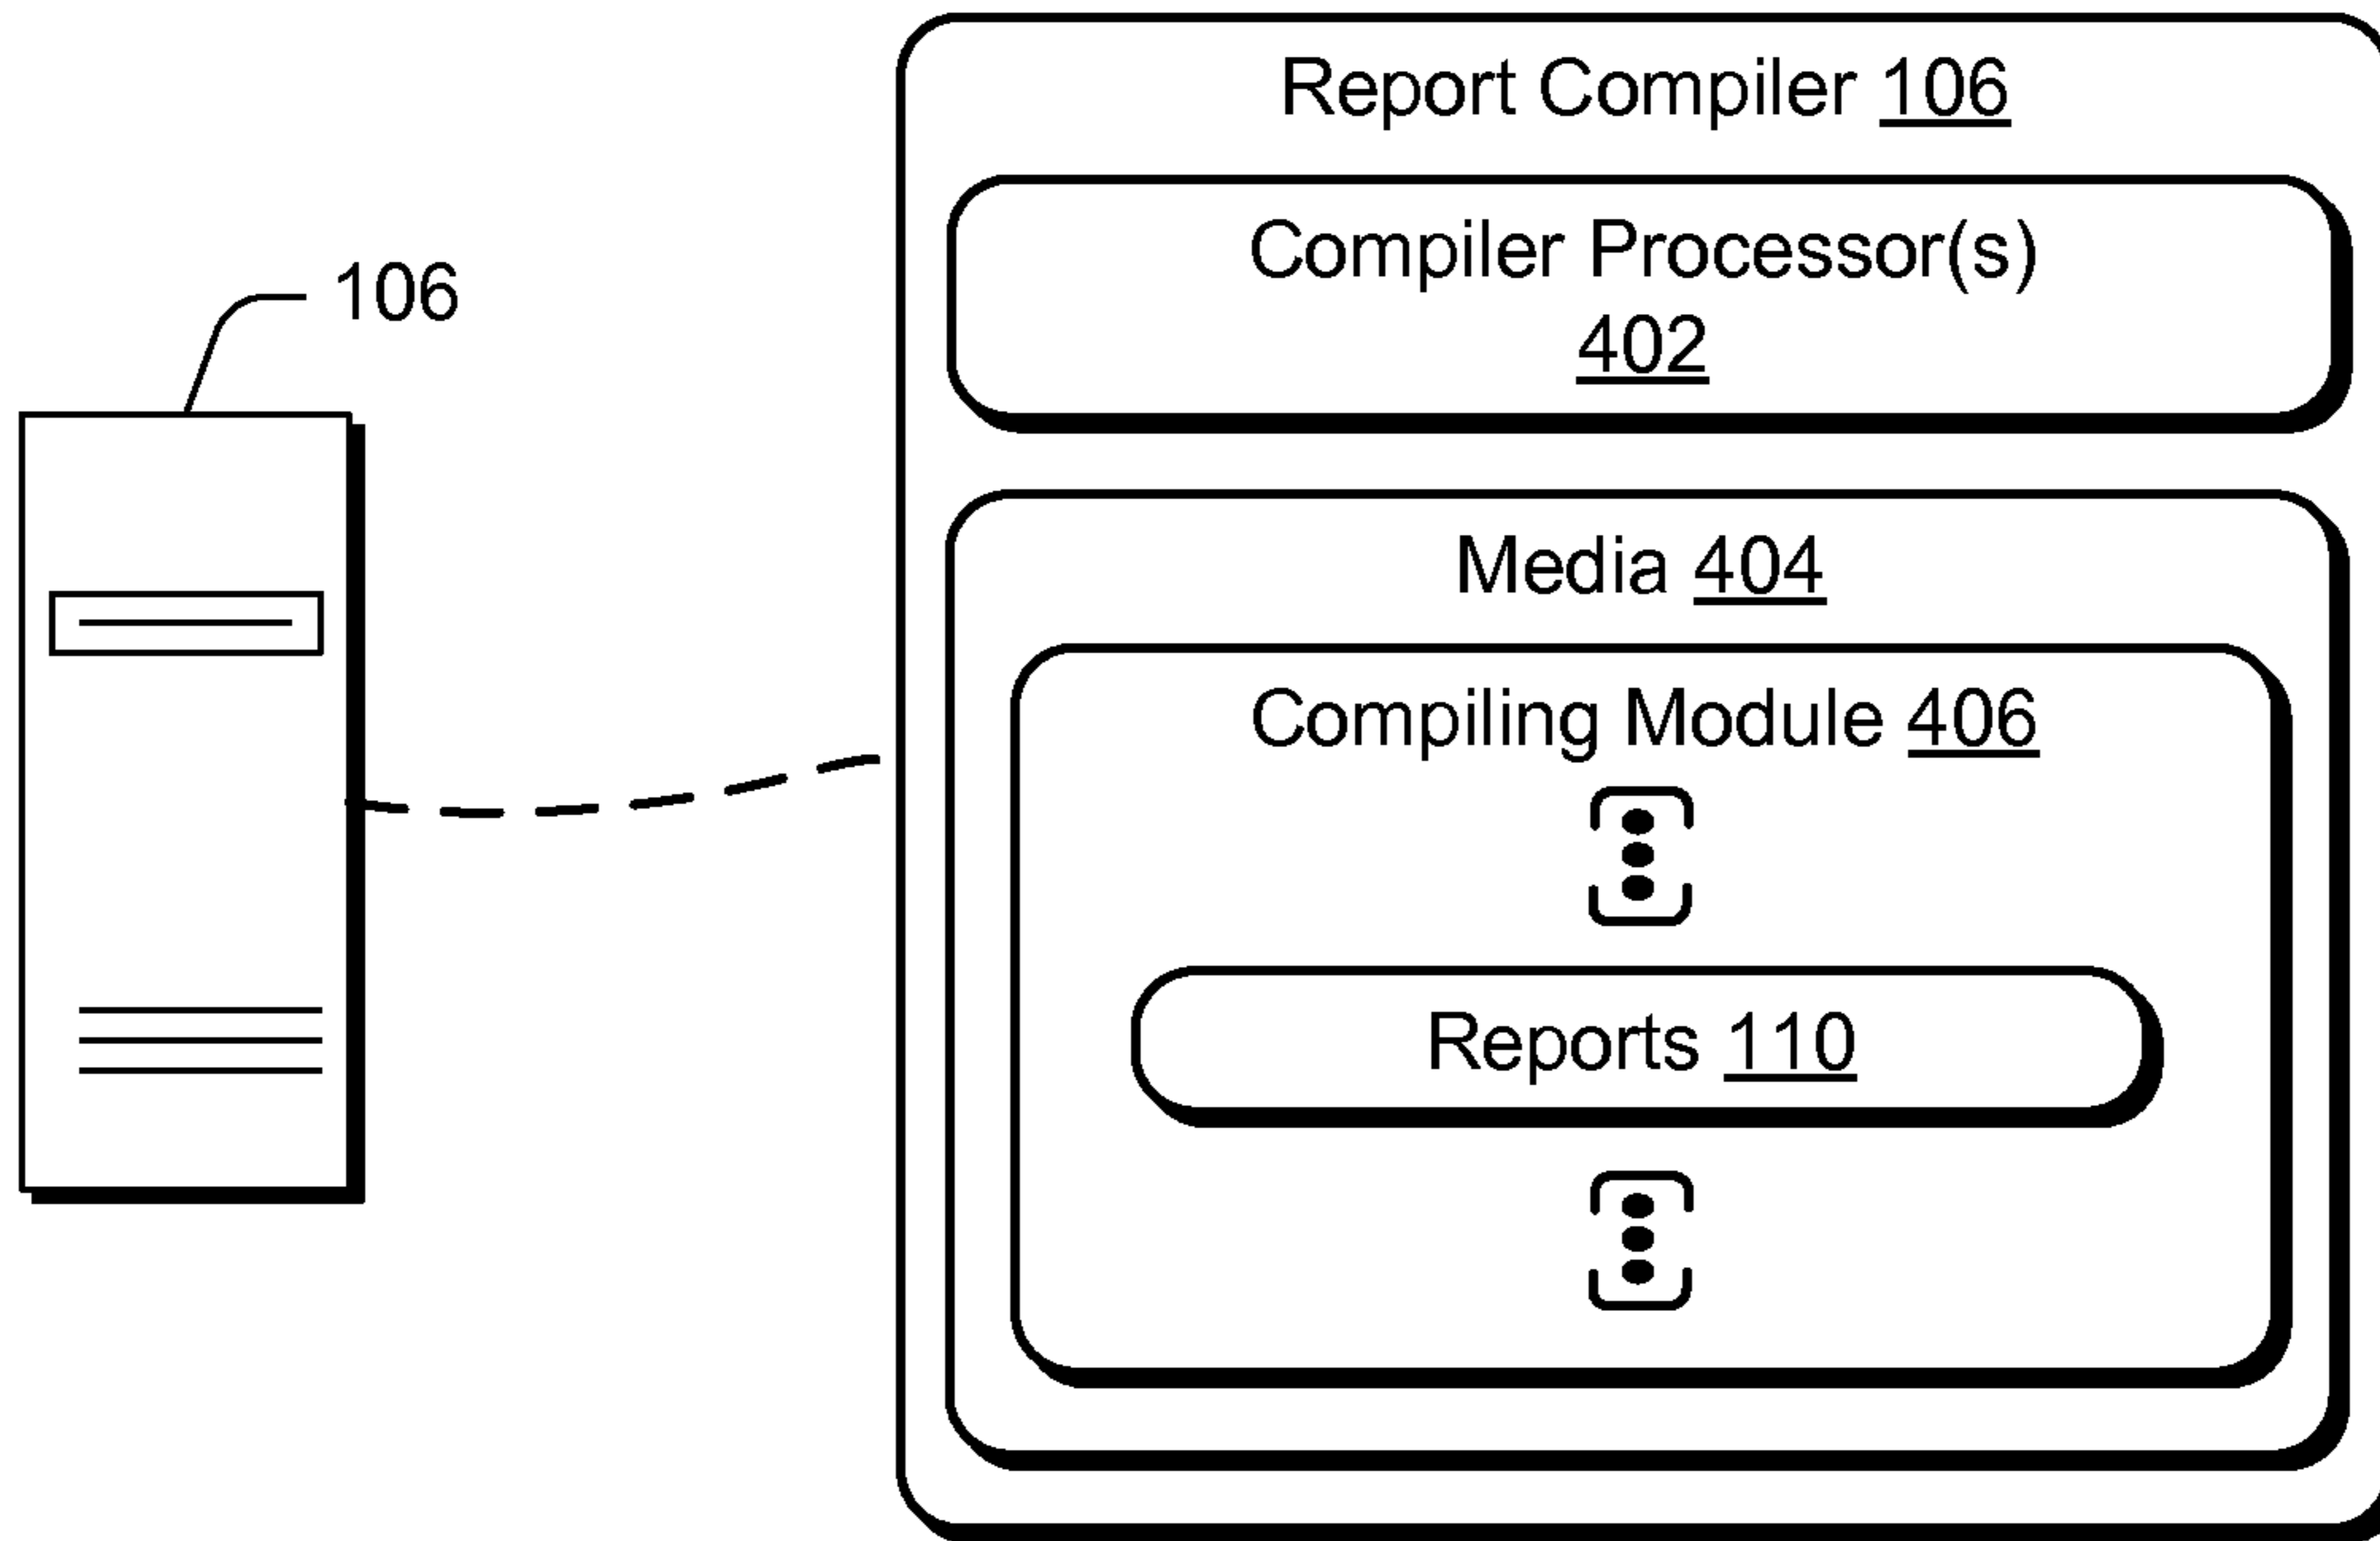 106
Report Compiler 106
Compiler Processor(s)
402
Media 404
Compiling Module 406
Reports 110